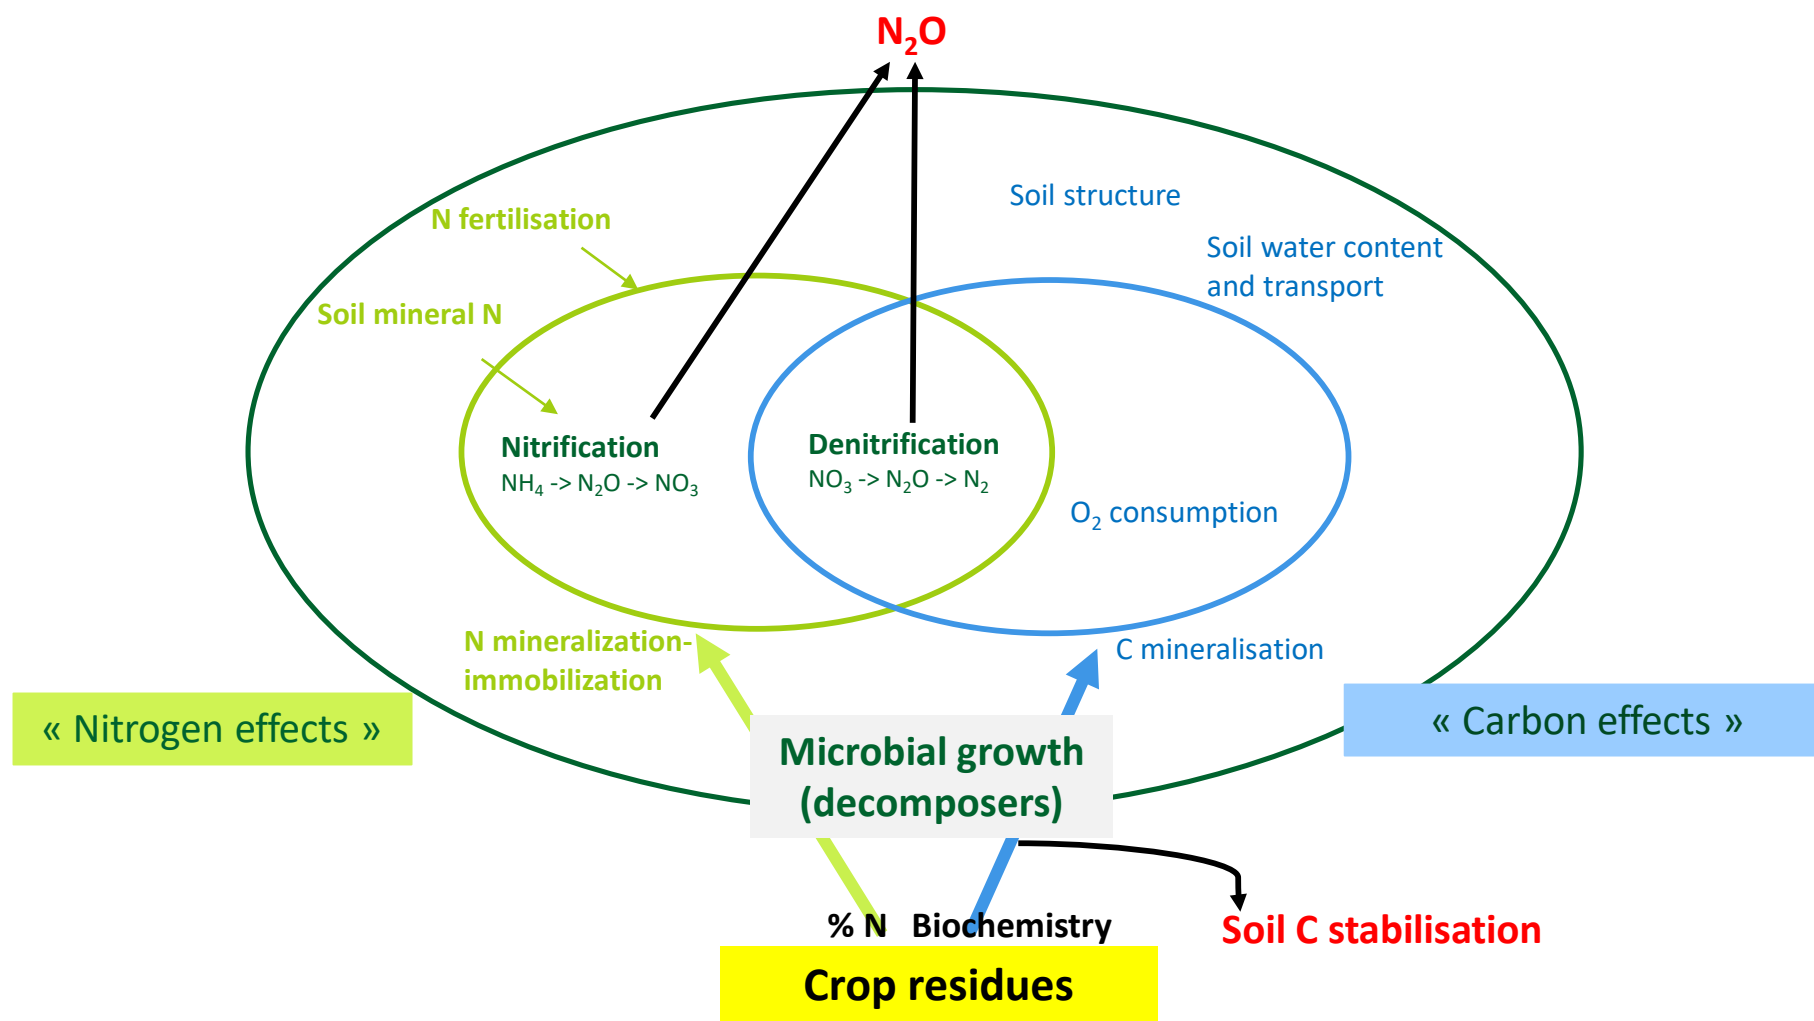 N₂O
Soil structure
N fertilisation
Soil water content
and transport
Soil mineral N
Nitrification
NH₄ -> N₂O -> NO₃
Denitrification
NO₃ -> N₂O -> N₂
O₂ consumption
N mineralization-
immobilization
C mineralisation
« Nitrogen effects »
« Carbon effects »
Microbial growth
(decomposers)
% N Biochemistry
Soil C stabilisation
Crop residues